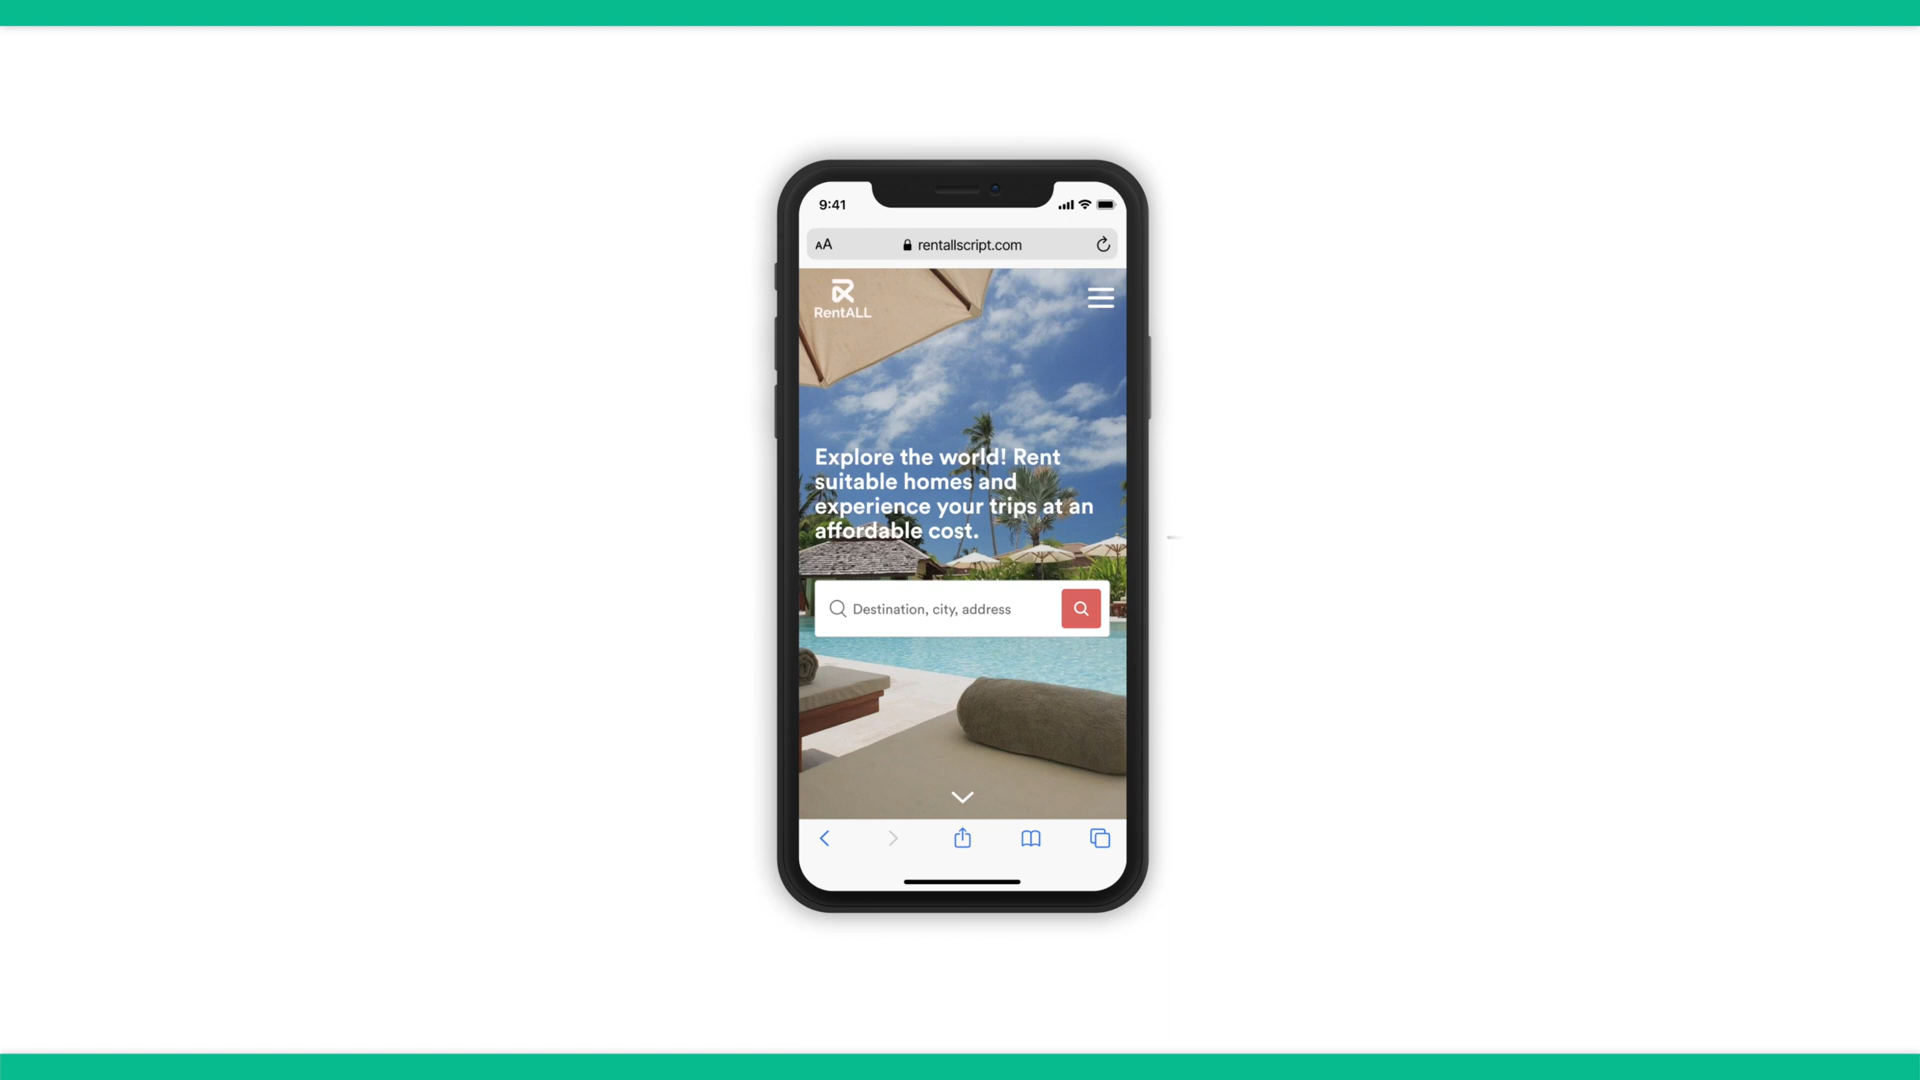 9:41
AA
rentallscript.com
RentALL
Explore the world! Rent
suitable homes and
experience your trips at an
affordable cost.
Destination, city, address